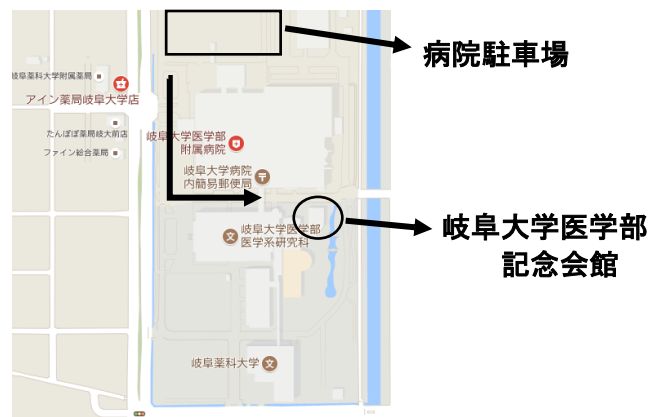 病院駐車場
岐阜薬科大学附属薬局
アイン薬局岐阜大学店
たんぽぽ薬局岐大前店
ファイン総合薬局
岐阜大学医学部
附属病院
岐阜大学病院
内簡易郵便局
岐阜大学医学部
医学系研究科
岐阜大学医学部
記念会館
岐阜薬科大学